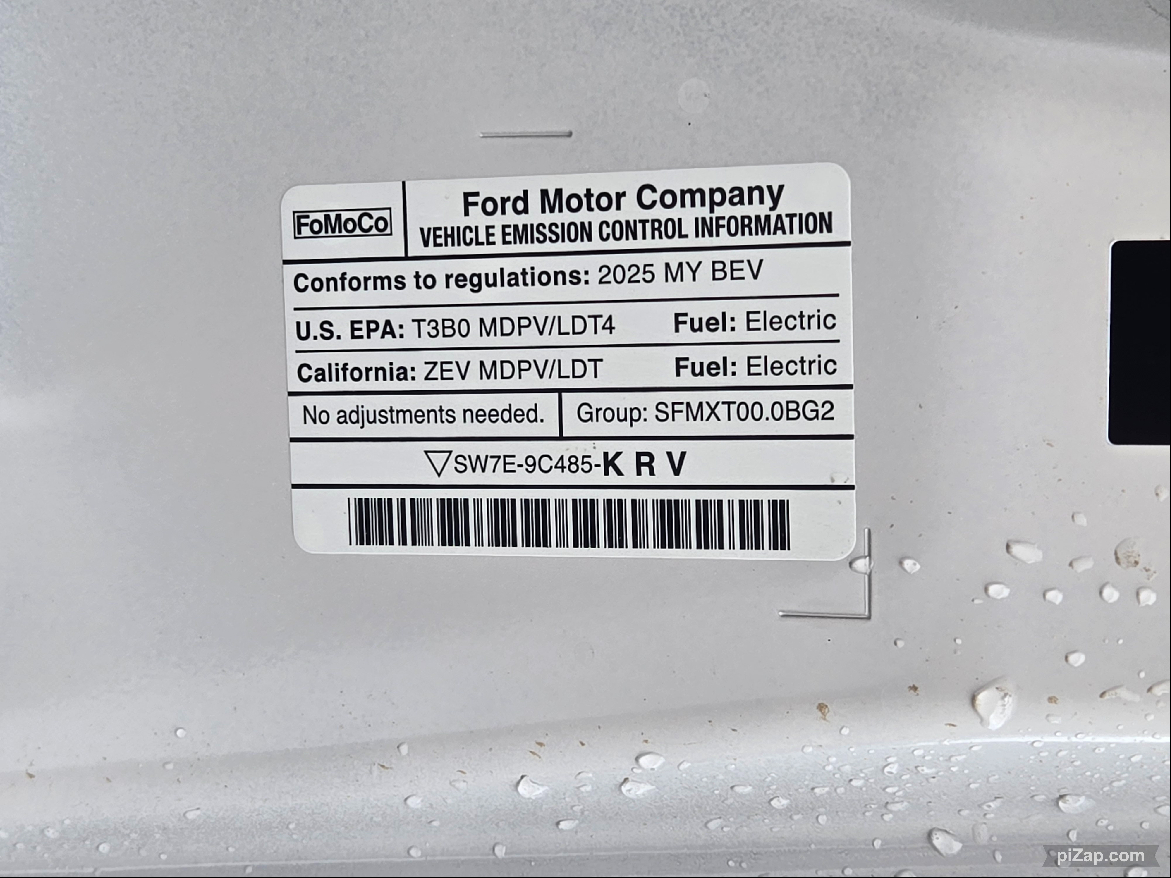 FoMoCo
Ford Motor Company
VEHICLE EMISSION CONTROL INFORMATION
Conforms to regulations: 2025 MY BEV
U.S. EPA: T3B0 MDPV/LDT4 Fuel: Electric
California: ZEV MDPV/LDT Fuel: Electric
No adjustments needed. Group: SFMXT00.0BG2
▽SW7E-9C485-K R V
piZap.com